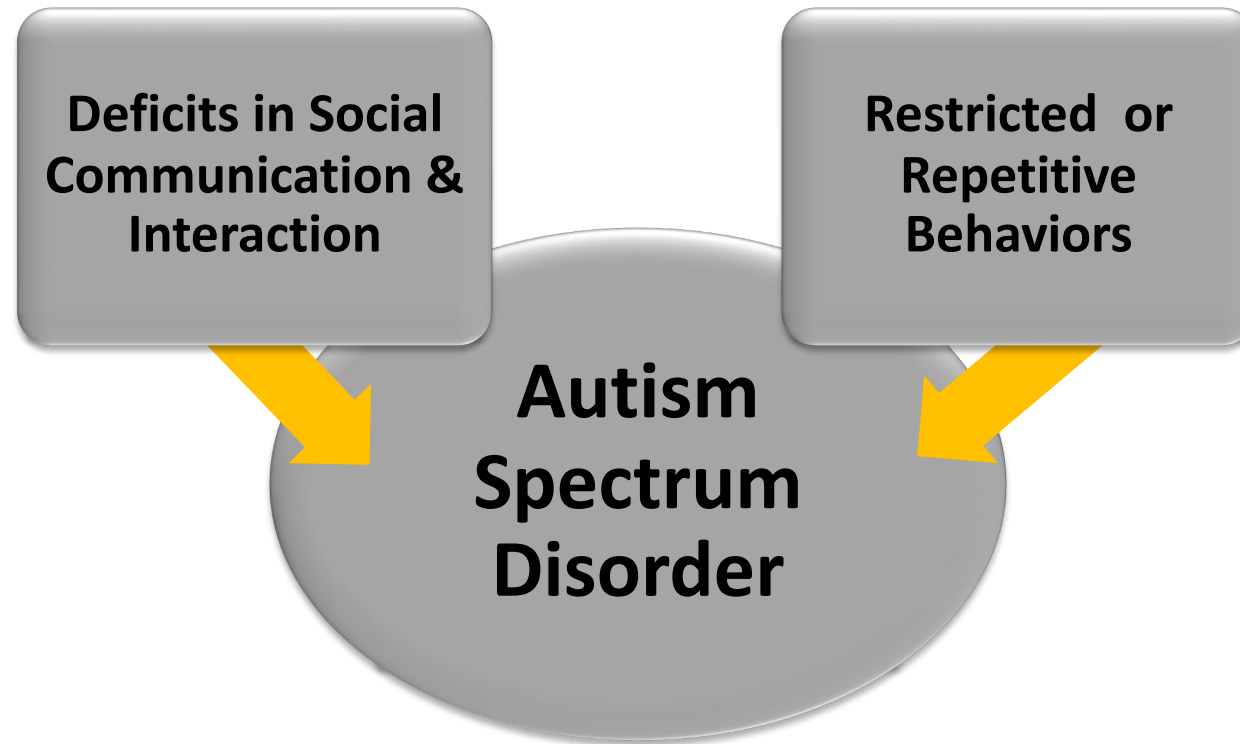 Deficits in Social
Communication &
Interaction
Restricted  or
Repetitive
Behaviors
Autism
Spectrum
Disorder